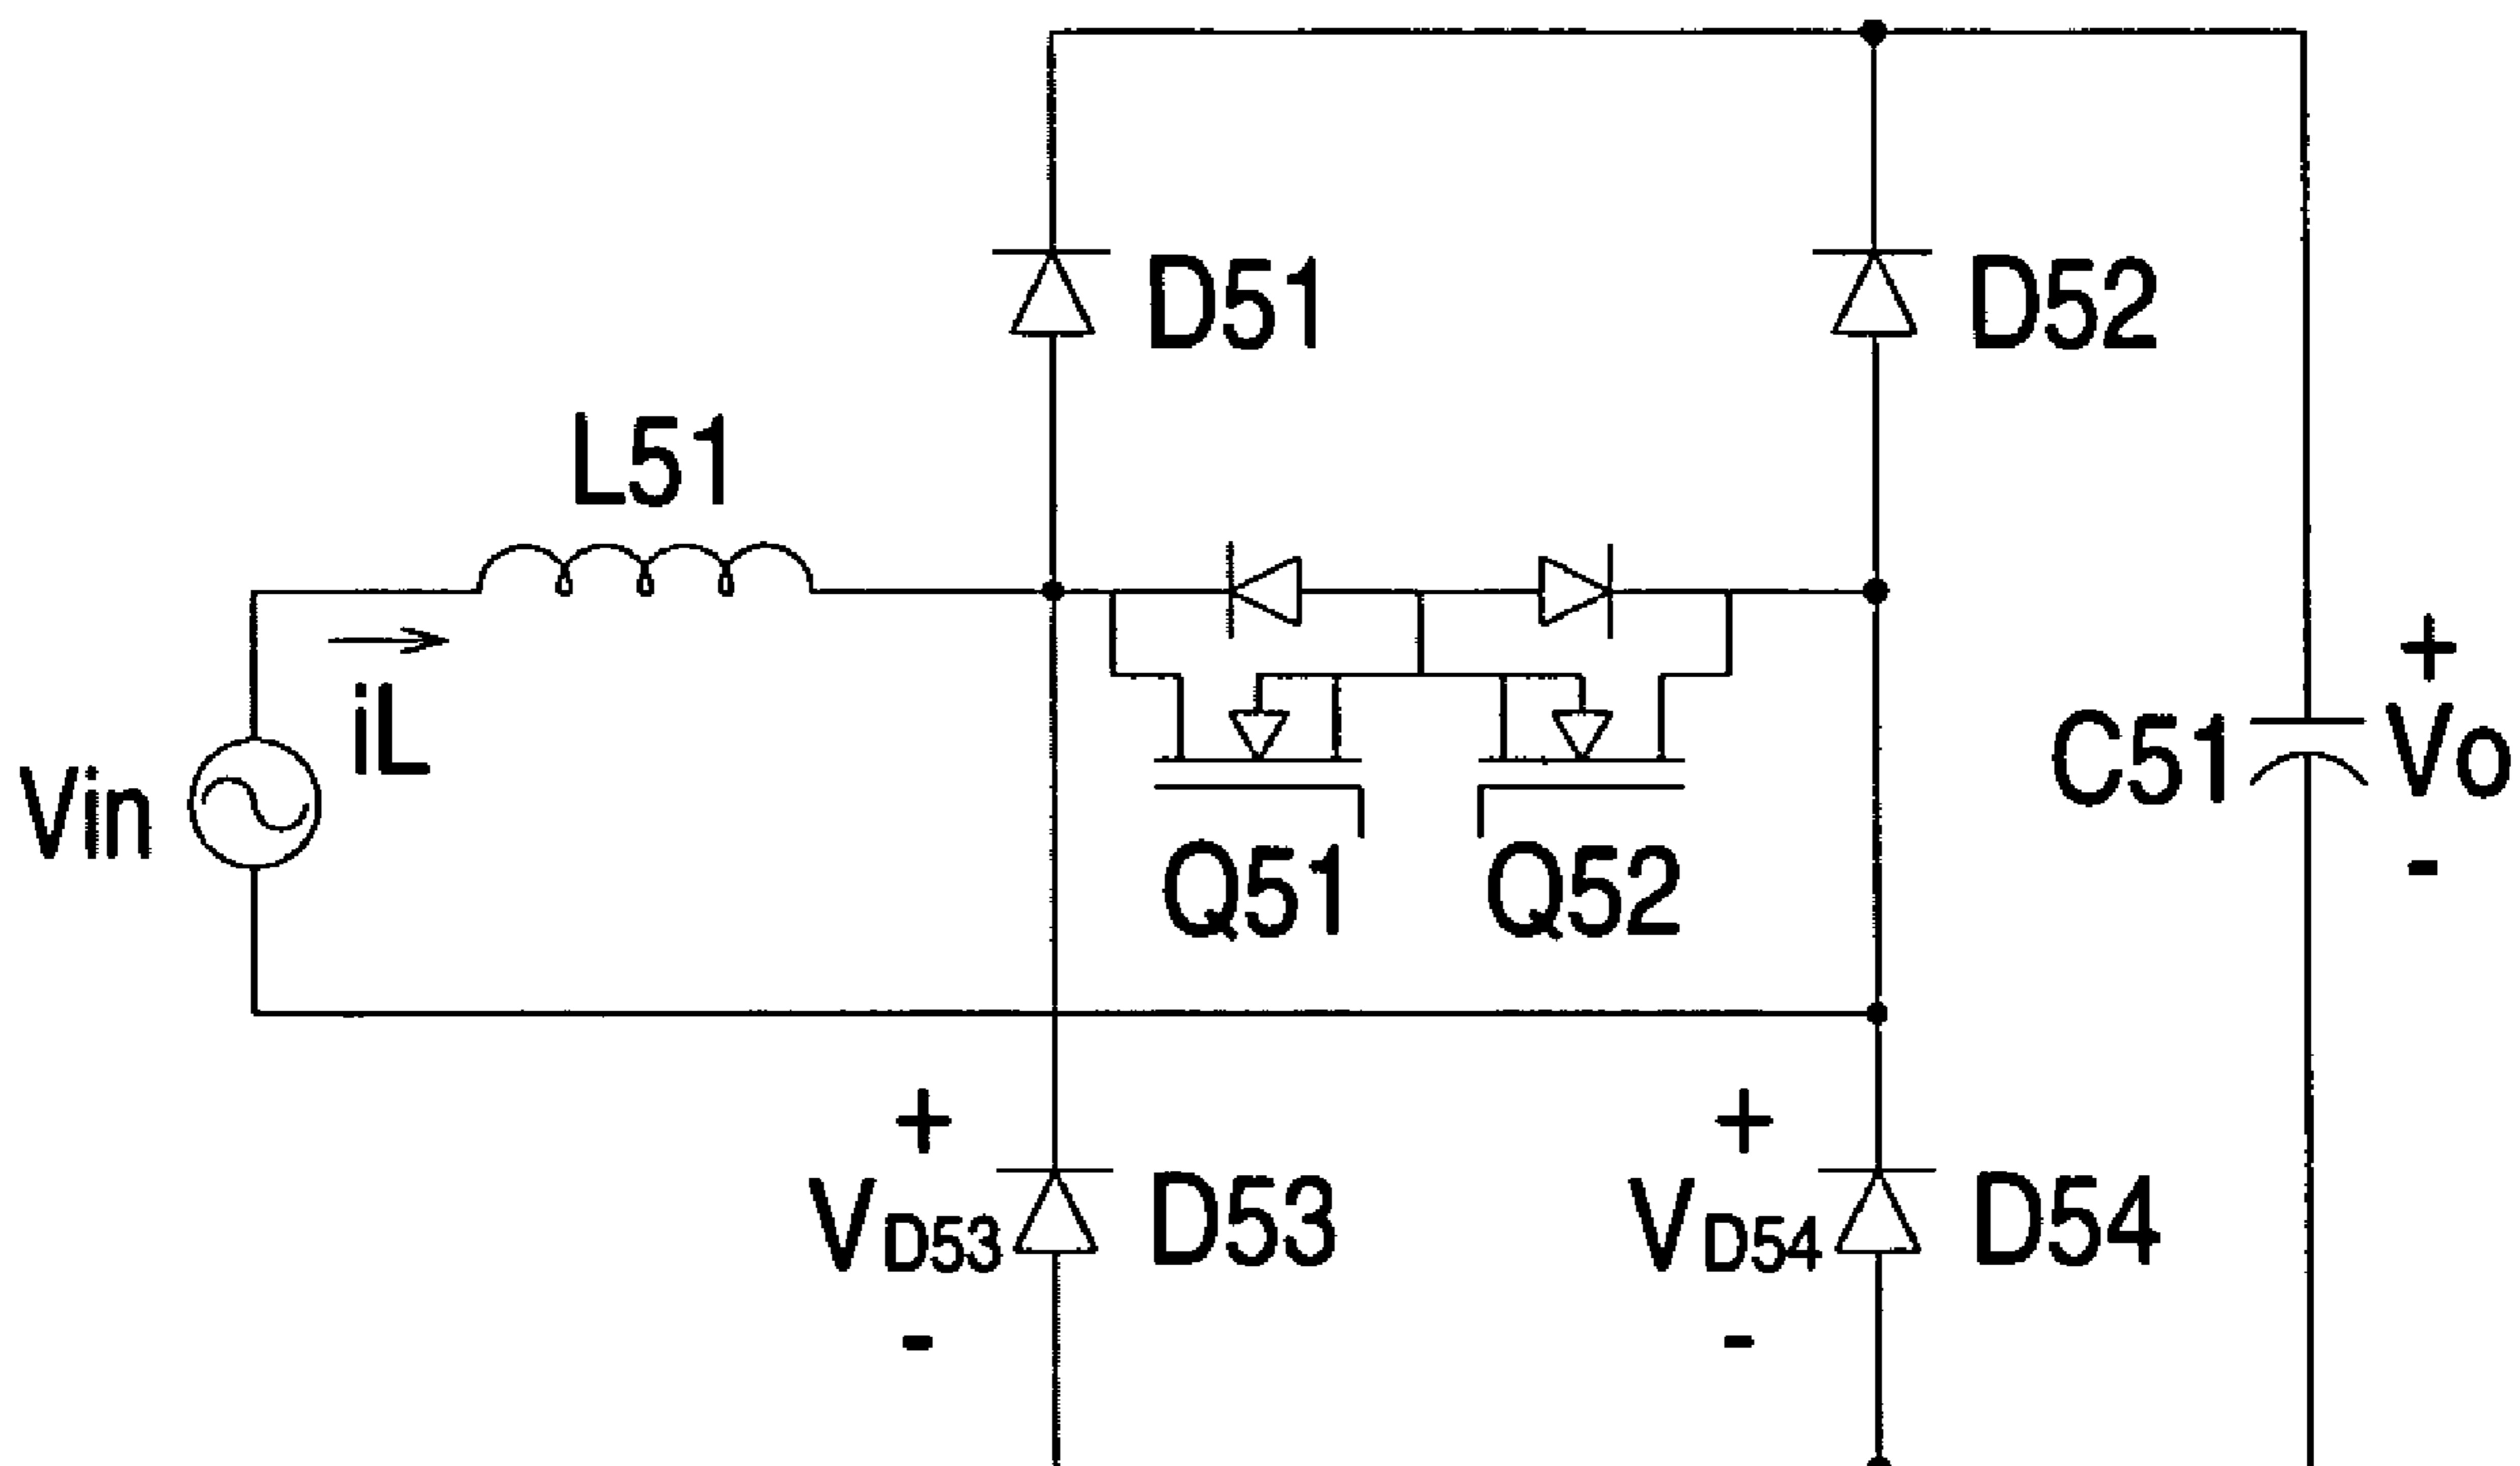 D51
D52
L51
iL
Vin
+
C51
Vo
-
Q51
Q52
+
VD53
-
D53
+
VD54
-
D54